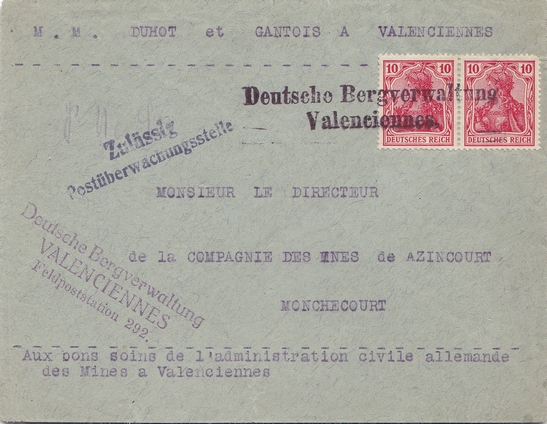 M. M. DUHOT et GANTOIS A VALENCIENNES
10 10 10 10
DEUTSCHES REICH DEUTSCHES REICH
Deutsche Bergverwaltung
Valenciennes.
Zulässig
Postüberwachungsstelle
MONSIEUR LE DIRECTEUR
Deutsche Bergverwaltung
VALENCIENNES
Feldpoststation 292.
de la COMPAGNIE DES MNES de AZINCOURT
MONCHECOURT
Aux bons soins de l'administration civile allemande
des Mines a Valenciennes